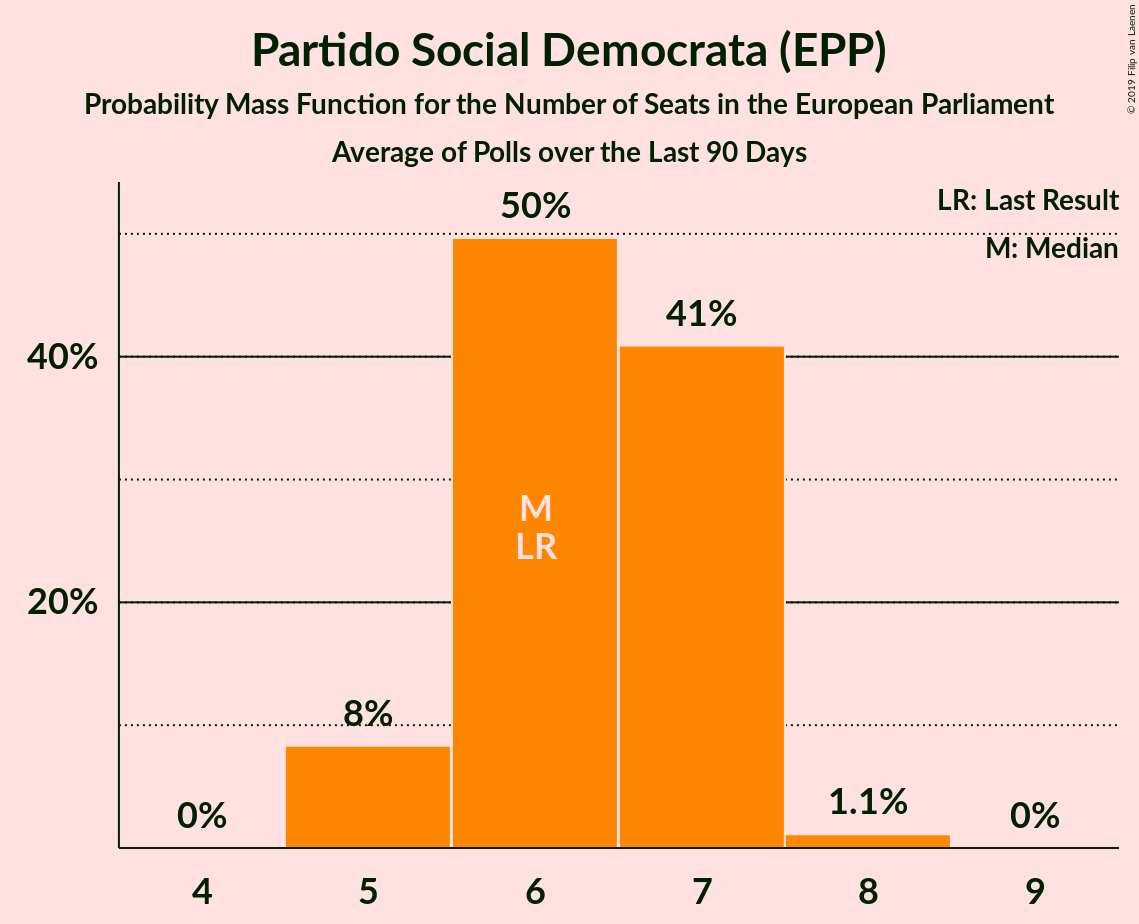 Partido Social Democrata (EPP)
Probability Mass Function for the Number of Seats in the European Parliament
Average of Polls over the Last 90 Days
© 2019 Filip van Laenen
LR: Last Result
M: Median
50%
41%
40%
M
LR
20%
8%
1.1%
0%
0%
4 5 6 7 8 9